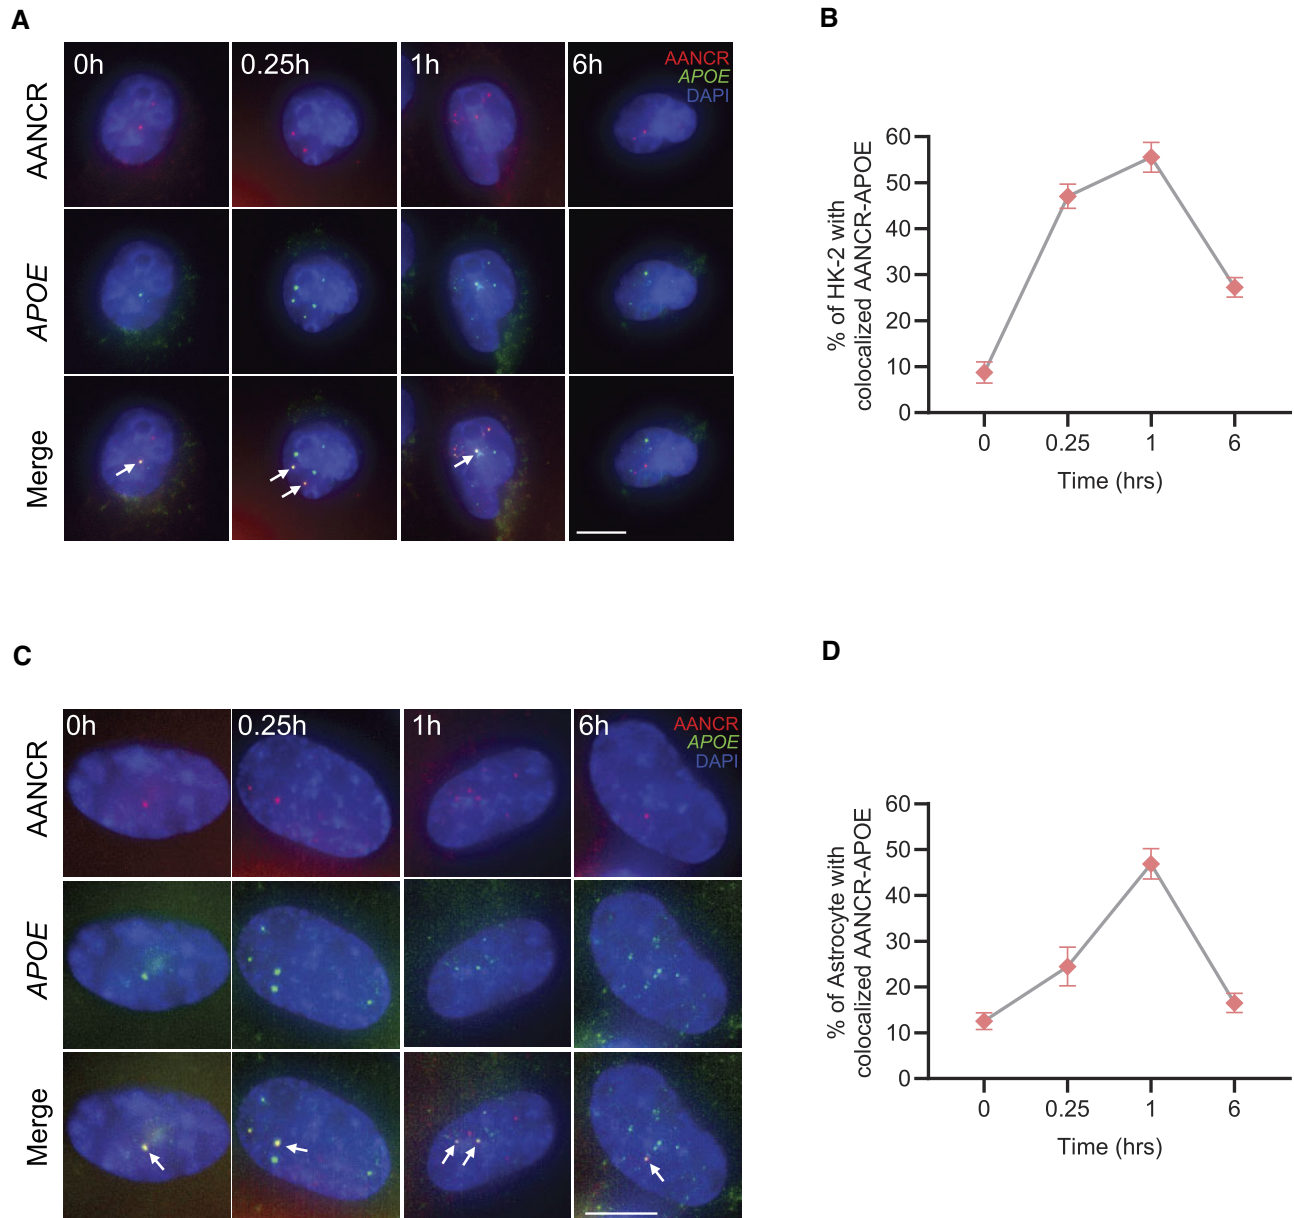 A
0h
0.25h
1h
6h
AANCR
APOE
DAPI
AANCR
APOE
Merge
B
60
50
40
30
20
10
0
% of HK-2 with
colocalized AANCR-APOE
0
0.25
1
6
Time (hrs)
C
0h
0.25h
1h
6h
AANCR
APOE
DAPI
AANCR
APOE
Merge
D
60
50
40
30
20
10
0
% of Astrocyte with
colocalized AANCR-APOE
0
0.25
1
6
Time (hrs)